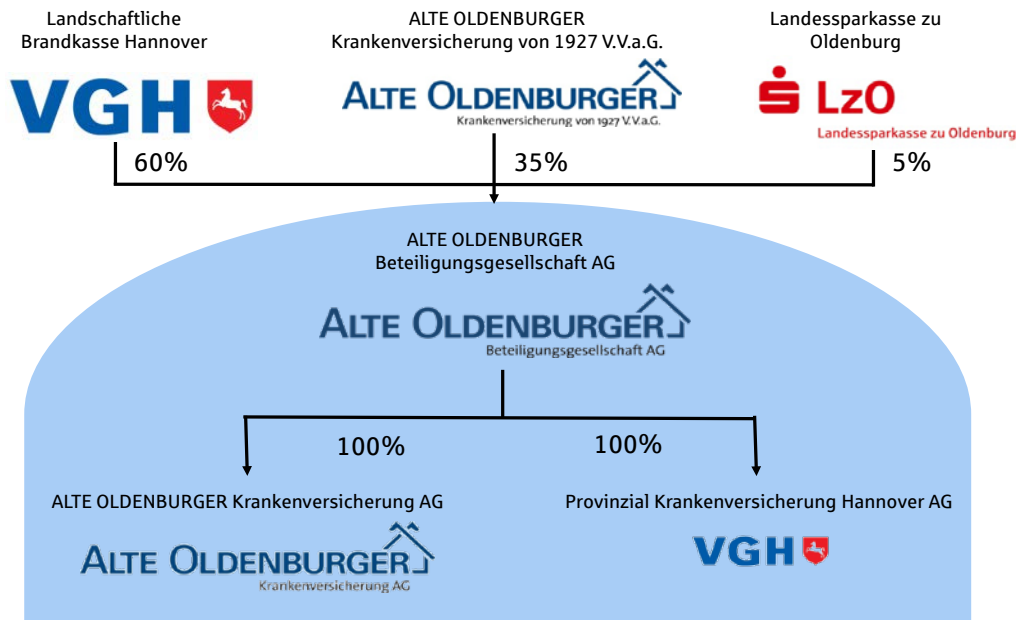 Landschaftliche
Brandkasse Hannover
VGH
60%
ALTE OLDENBURGER
Krankenversicherung von 1927 V.V.a.G.
ALTE OLDENBURGER
Krankenversicherung von 1927 V.V.a.G.
35%
Landessparkasse zu
Oldenburg
LzO
Landessparkasse zu Oldenburg
5%
ALTE OLDENBURGER
Beteiligungsgesellschaft AG
ALTE OLDENBURGER
Beteiligungsgesellschaft AG
100%
100%
ALTE OLDENBURGER Krankenversicherung AG
ALTE OLDENBURGER
Krankenversicherung AG
Provinzial Krankenversicherung Hannover AG
VGH